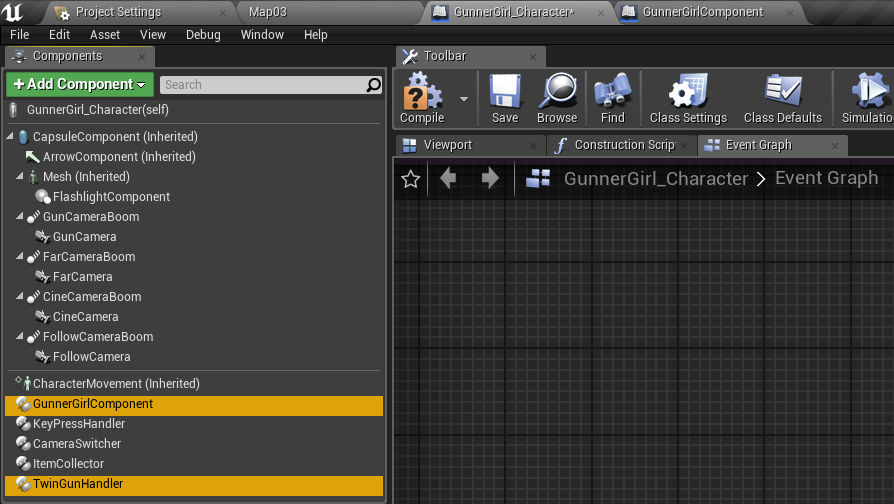 Project Settings
Map03
GunnerGirl_Character*
GunnerGirlComponent
File Edit Asset View Debug Window Help
Components
Toolbar
Add Component
Search
GunnerGirl_Character(self)
CapsuleComponent (Inherited)
ArrowComponent (Inherited)
Mesh (Inherited)
FlashlightComponent
GunCameraBoom
GunCamera
FarCameraBoom
FarCamera
CineCameraBoom
CineCamera
FollowCameraBoom
FollowCamera
CharacterMovement (Inherited)
GunnerGirlComponent
KeyPressHandler
CameraSwitcher
ItemCollector
TwinGunHandler
Compile
Save
Browse
Find
Class Settings
Class Defaults
Simulatio
Viewport
Construction Scrip
Event Graph
GunnerGirl_Character > Event Graph